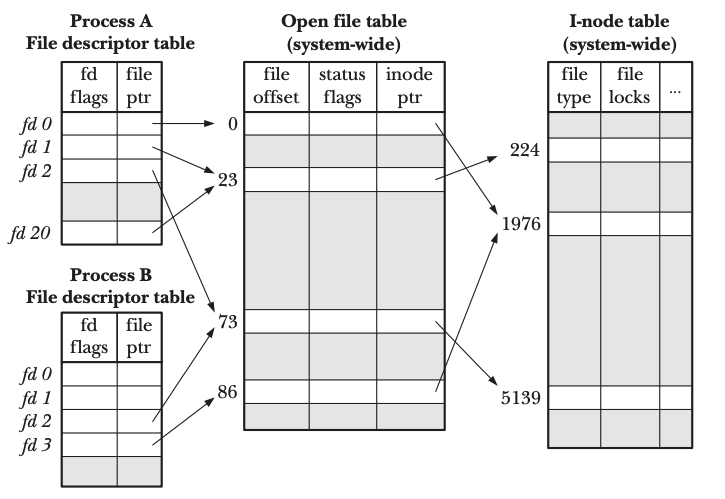 Process A
File descriptor table
fd flags
file ptr
fd 0
fd 1
fd 2
fd 20
Process B
File descriptor table
fd flags
file ptr
fd 0
fd 1
fd 2
fd 3
Open file table
(system-wide)
file offset
status flags
inode ptr
0
23
73
86
I-node table
(system-wide)
file type
file locks
...
224
1976
5139